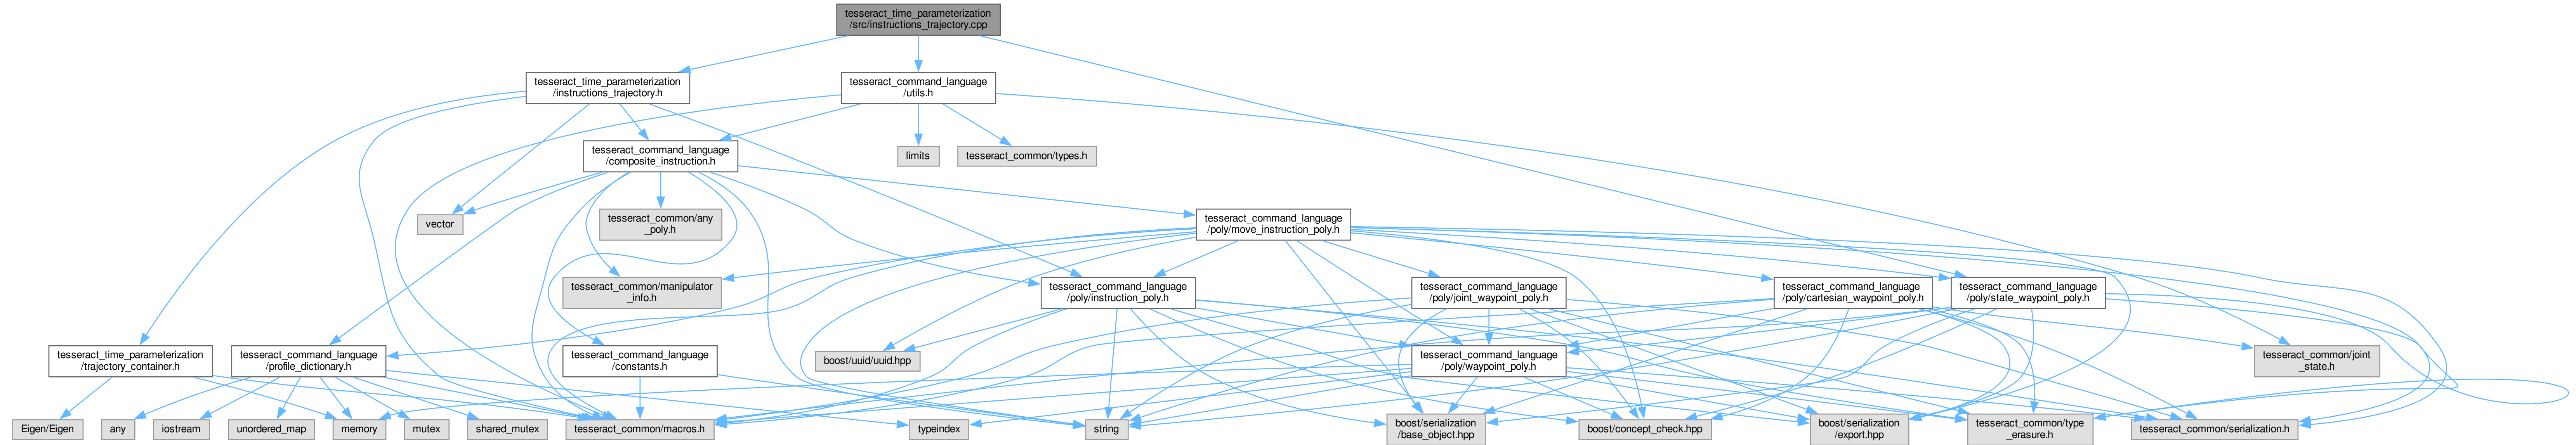 tesseract_time_parameterization
/src/instructions_trajectory.cpp
tesseract_time_parameterization
/instructions_trajectory.h
tesseract_command_language
/utils.h
tesseract_command_language
/composite_instruction.h
limits
tesseract_common/types.h
vector
tesseract_common/any
_poly.h
tesseract_command_language
/poly/move_instruction_poly.h
tesseract_common/manipulator
_info.h
tesseract_command_language
/poly/instruction_poly.h
tesseract_command_language
/poly/joint_waypoint_poly.h
tesseract_command_language
/poly/cartesian_waypoint_poly.h
tesseract_command_language
/poly/state_waypoint_poly.h
tesseract_time_parameterization
/trajectory_container.h
tesseract_command_language
/profile_dictionary.h
tesseract_command_language
/constants.h
boost/uuid/uuid.hpp
tesseract_command_language
/poly/waypoint_poly.h
tesseract_common/joint
_state.h
Eigen/Eigen
any
iostream
unordered_map
memory
mutex
shared_mutex
tesseract_common/macros.h
typeindex
string
boost/serialization
/base_object.hpp
boost/concept_check.hpp
boost/serialization
/export.hpp
tesseract_common/type
_erasure.h
tesseract_common/serialization.h